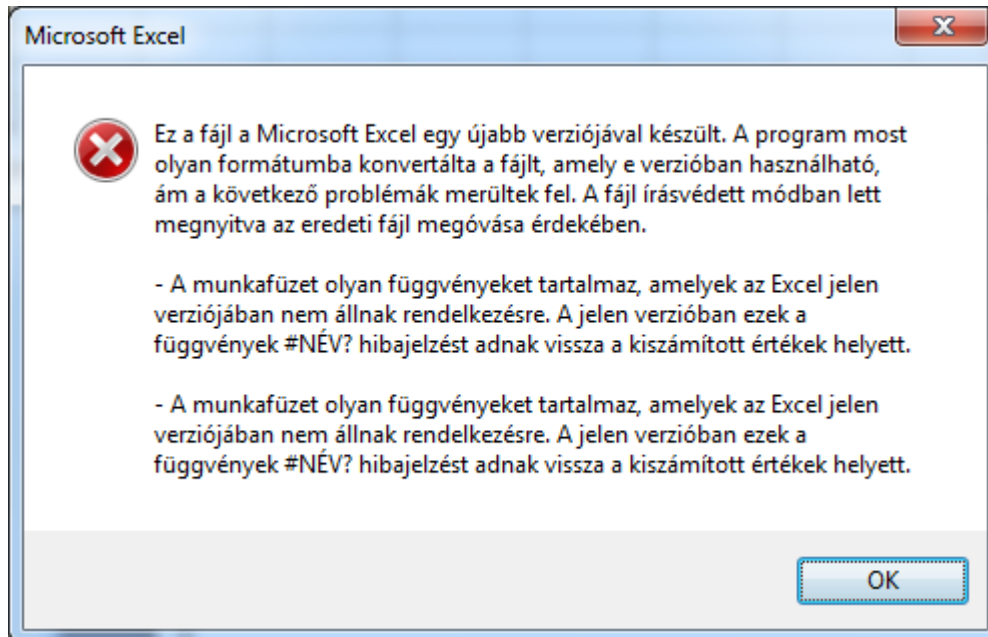 Microsoft Excel
Ez a fájl a Microsoft Excel egy újabb verziójával készült. A program most
olyan formátumba konvertálta a fájlt, amely e verzióban használható,
ám a következő problémák merültek fel. A fájl írásvédett módban lett
megnyitva az eredeti fájl megóvása érdekében.
- A munkafüzet olyan függvényeket tartalmaz, amelyek az Excel jelen
verziójában nem állnak rendelkezésre. A jelen verzióban ezek a
függvények #NÉV? hibajelzést adnak vissza a kiszámított értékek helyett.
- A munkafüzet olyan függvényeket tartalmaz, amelyek az Excel jelen
verziójában nem állnak rendelkezésre. A jelen verzióban ezek a
függvények #NÉV? hibajelzést adnak vissza a kiszámított értékek helyett.
OK